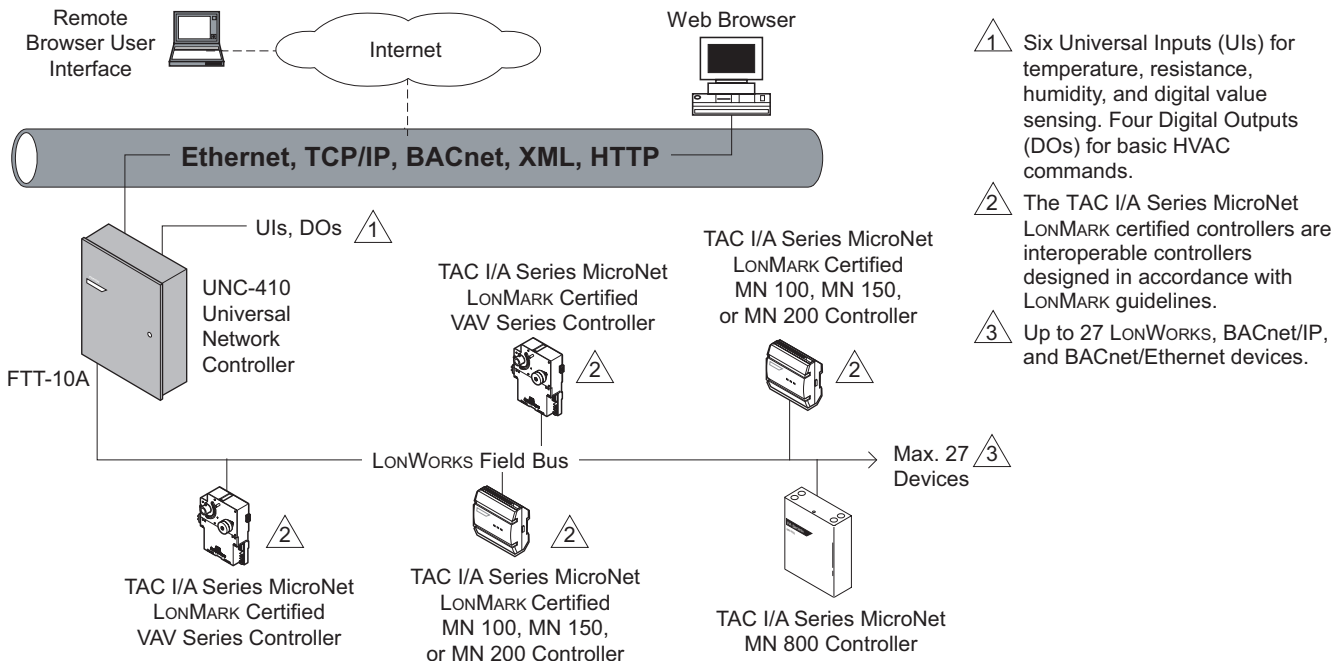 Remote
Browser User
Interface
Internet
Web Browser
Ethernet, TCP/IP, BACnet, XML, HTTP
UIs, DOs 1
UNC-410
Universal
Network
Controller
FTT-10A
TAC I/A Series MicroNet
LONMARK Certified
VAV Series Controller
2
TAC I/A Series MicroNet
LONMARK Certified
MN 100, MN 150,
or MN 200 Controller
2
LONWORKS Field Bus
Max. 27 3
Devices
2
TAC I/A Series MicroNet
LONMARK Certified
VAV Series Controller
2
TAC I/A Series MicroNet
LONMARK Certified
MN 100, MN 150,
or MN 200 Controller
TAC I/A Series MicroNet
MN 800 Controller
1 Six Universal Inputs (UIs) for
temperature, resistance,
humidity, and digital value
sensing. Four Digital Outputs
(DOs) for basic HVAC
commands.
2 The TAC I/A Series MicroNet
LONMARK certified controllers are
interoperable controllers
designed in accordance with
LONMARK guidelines.
3 Up to 27 LONWORKS, BACnet/IP,
and BACnet/Ethernet devices.